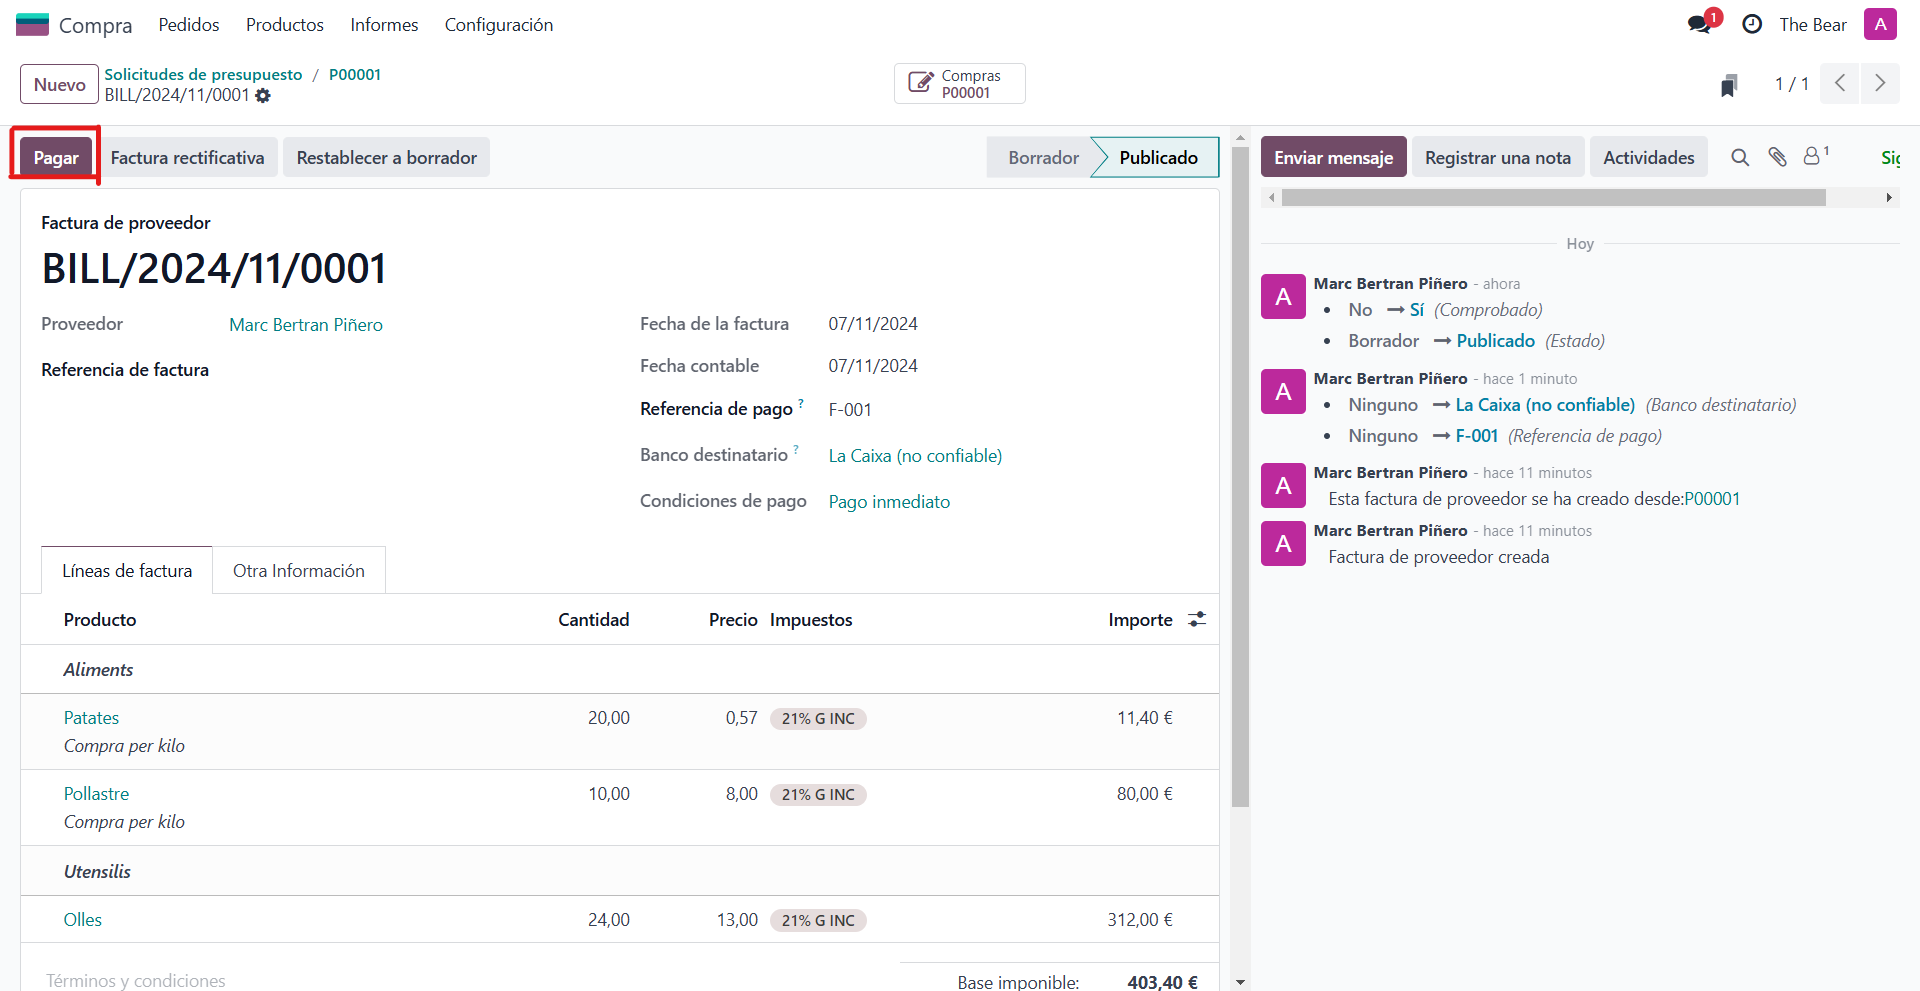 Compra
Pedidos
Productos
Informes
Configuración
1
The Bear
A
Nuevo
Solicitudes de presupuesto / P00001
BILL/2024/11/0001
Compras
P00001
1 / 1
Pagar
Factura rectificativa
Restablecer a borrador
Borrador
Publicado
Enviar mensaje
Registrar una nota
Actividades
1
Factura de proveedor
BILL/2024/11/0001
Proveedor
Marc Bertran Piñero
Referencia de factura
Fecha de la factura
07/11/2024
Fecha contable
07/11/2024
Referencia de pago ?
F-001
Banco destinatario ?
La Caixa (no confiable)
Condiciones de pago
Pago inmediato
Líneas de factura
Otra Información
Producto Cantidad Precio Impuestos Importe
Aliments
Patates 20,00 0,57 21% G INC 11,40 €
Compra per kilo
Pollastre 10,00 8,00 21% G INC 80,00 €
Compra per kilo
Utensilis
Olles 24,00 13,00 21% G INC 312,00 €
Términos y condiciones
Base imponible: 403,40 €
Hoy
A
Marc Bertran Piñero - ahora
• No → Sí (Comprobado)
• Borrador → Publicado (Estado)
A
Marc Bertran Piñero - hace 1 minuto
• Ninguno → La Caixa (no confiable) (Banco destinatario)
• Ninguno → F-001 (Referencia de pago)
A
Marc Bertran Piñero - hace 11 minutos
Esta factura de proveedor se ha creado desde:P00001
A
Marc Bertran Piñero - hace 11 minutos
Factura de proveedor creada